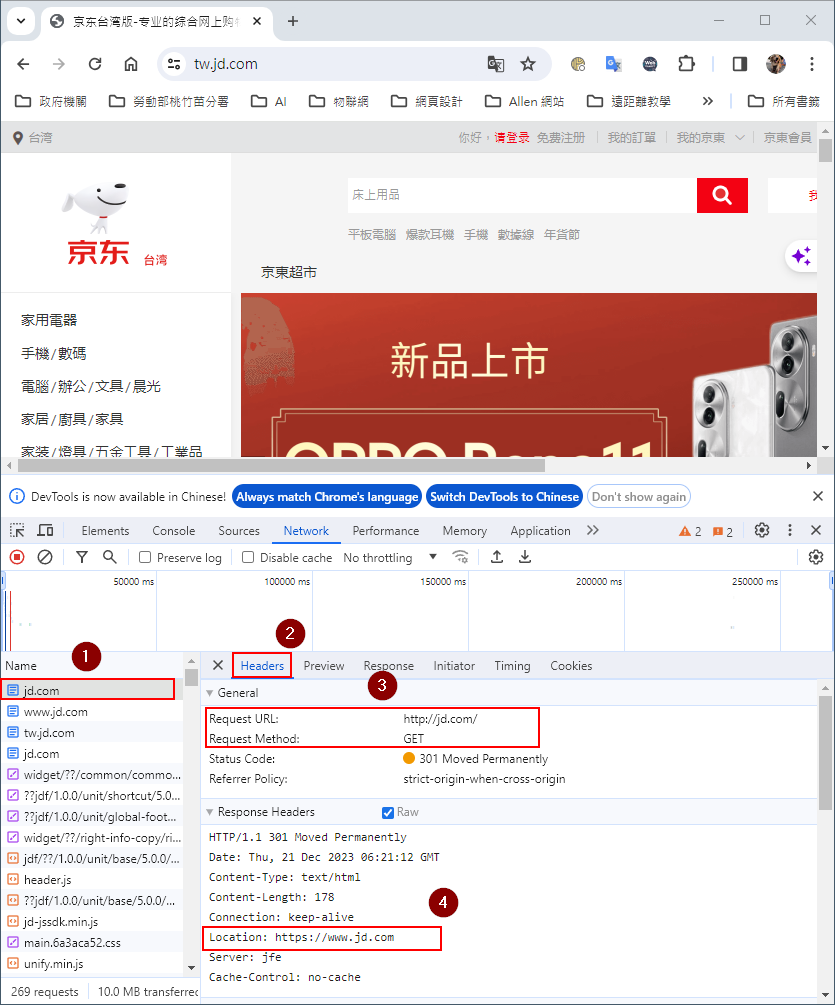 京东台湾版-专业的综合网上购
tw.jd.com
政府機關 勞動部桃竹苗分署 AI 物聯網 網頁設計 Allen 網站 遠距離教學 » 所有書籤
台湾 你好，请登录 免费注册 我的訂單 我的京東 京東會員
床上用品
平板電腦 爆款耳機 手機 數據線 年貨節
京东 台湾
京東超市
家用電器
手機/數碼
電腦/辦公/文具/晨光
家居/廚具/家具
家装/燈具/五金工具/工業品
新品上市
OPPO Reno11
DevTools is now available in Chinese! Always match Chrome's language Switch DevTools to Chinese Don't show again
Elements Console Sources Network Performance Memory Application » 2 2
Preserve log Disable cache No throttling
50000 ms 100000 ms 150000 ms 200000 ms 250000 ms
1
2
Name
Headers Preview Response Initiator Timing Cookies
3
jd.com
www.jd.com
tw.jd.com
jd.com
widget/??/common/commo...
??jdf/1.0.0/unit/shortcut/5.0...
??jdf/1.0.0/unit/global-foot...
widget/??/right-info-copy/ri...
jdf/??/1.0.0/unit/base/5.0.0/...
header.js
??jdf/1.0.0/unit/base/5.0.0/...
jd-jssdk.min.js
main.6a3aca52.css
unify.min.js
269 requests 10.0 MB transferred
General
Request URL: http://jd.com/
Request Method: GET
Status Code: 301 Moved Permanently
Referrer Policy: strict-origin-when-cross-origin
Response Headers Raw
HTTP/1.1 301 Moved Permanently
Date: Thu, 21 Dec 2023 06:21:12 GMT
Content-Type: text/html
Content-Length: 178
Connection: keep-alive
4
Location: https://www.jd.com
Server: jfe
Cache-Control: no-cache